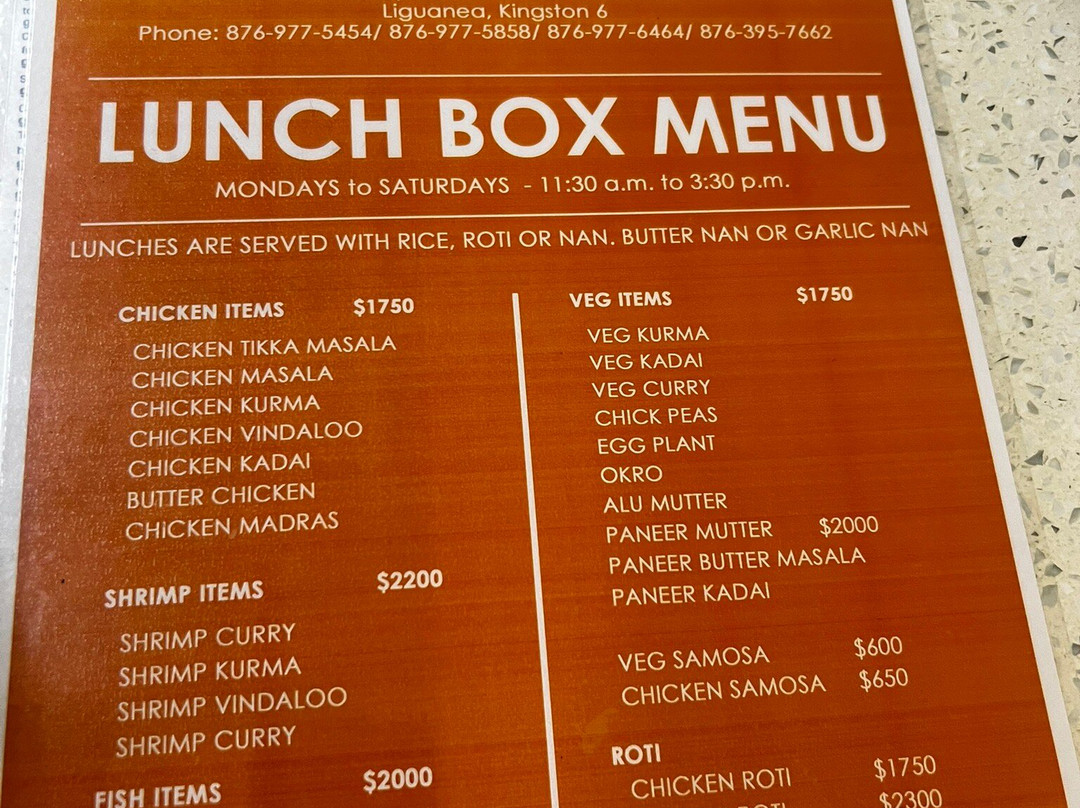 Liguanea, Kingston 6
Phone: 876-977-5454/ 876-977-5858/ 876-977-6464/ 876-395-7662
LUNCH BOX MENU
MONDAYS to SATURDAYS - 11:30 a.m. to 3:30 p.m.
LUNCHES ARE SERVED WITH RICE, ROTI OR NAN. BUTTER NAN OR GARLIC NAN
CHICKEN ITEMS $1750
CHICKEN TIKKA MASALA
CHICKEN MASALA
CHICKEN KURMA
CHICKEN VINDALOO
CHICKEN KADAI
BUTTER CHICKEN
CHICKEN MADRAS
SHRIMP ITEMS $2200
SHRIMP CURRY
SHRIMP KURMA
SHRIMP VINDALOO
SHRIMP CURRY
FISH ITEMS $2000
VEG ITEMS $1750
VEG KURMA
VEG KADAI
VEG CURRY
CHICK PEAS
EGG PLANT
OKRO
ALU MUTTER
PANEER MUTTER $2000
PANEER BUTTER MASALA
PANEER KADAI
VEG SAMOSA $600
CHICKEN SAMOSA $650
ROTI
CHICKEN ROTI $1750
ROTI $2300